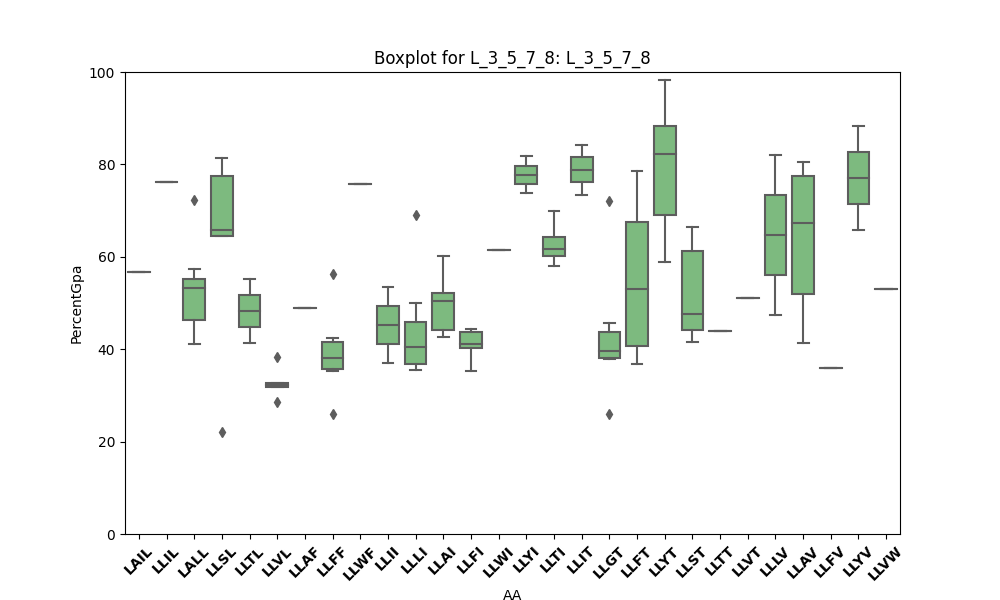 Boxplot for L_3_5_7_8: L_3_5_7_8
PercentGpa
100
80
60
40
20
0
LAIL LLIL LALL LLSL LLTL LLVL LLAF LLFF LLWF LLII LLLI LLAI LLFI LLWI LLYI LLTI LLIT LLGT LLFT LLYT LLST LLTT LLVT LLLV LLAV LLFV LLYV LLVW
AA